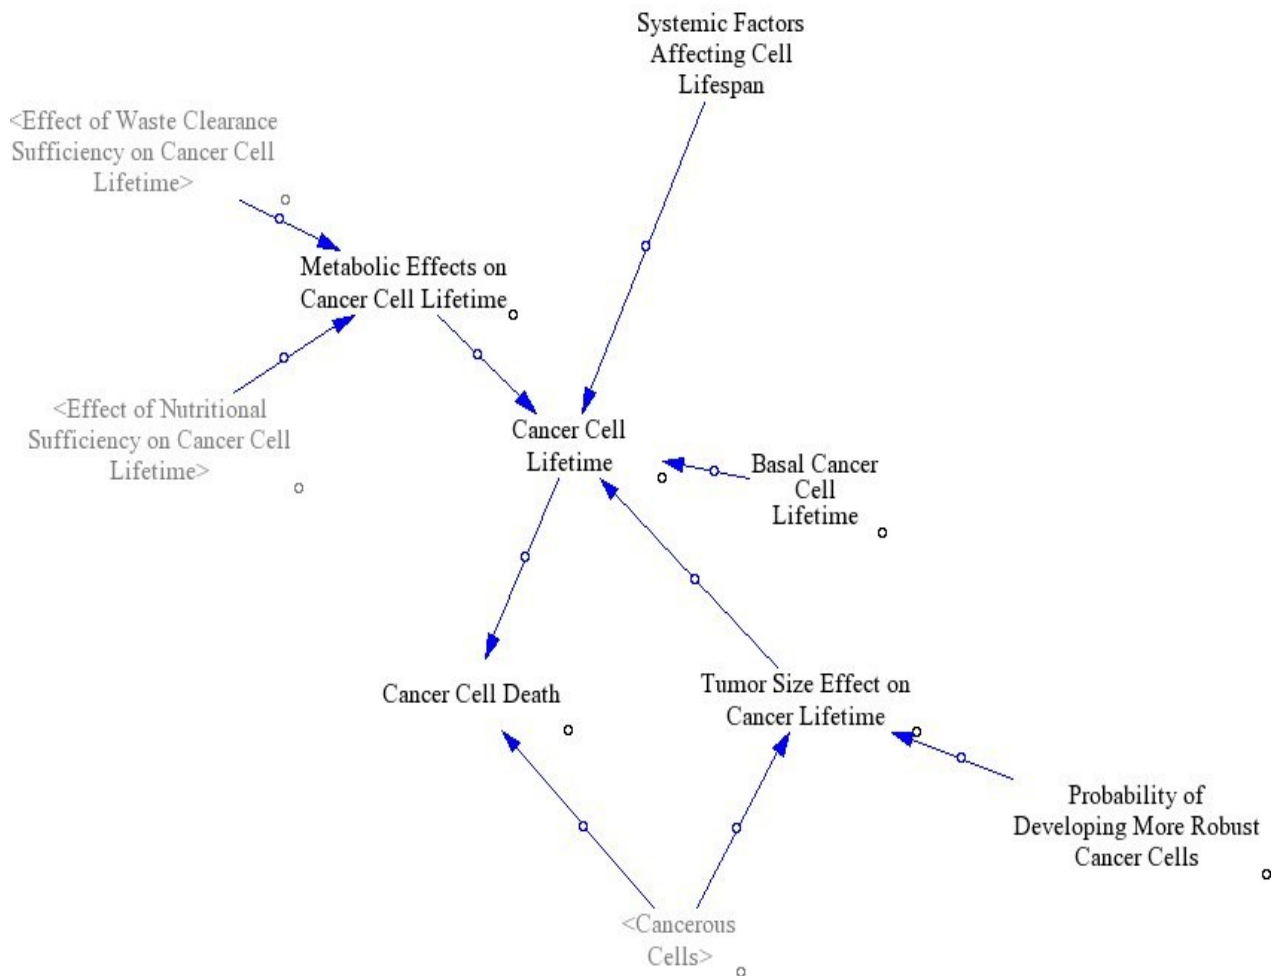 Systemic Factors
Affecting Cell
Lifespan
<Effect of Waste Clearance
Sufficiency on Cancer Cell
Lifetime>
Metabolic Effects on
Cancer Cell Lifetime
<Effect of Nutritional
Sufficiency on Cancer Cell
Lifetime>
Cancer Cell
Lifetime
Basal Cancer
Cell
Lifetime
Cancer Cell Death
Tumor Size Effect on
Cancer Lifetime
Probability of
Developing More Robust
Cancer Cells
<Cancerous
Cells>